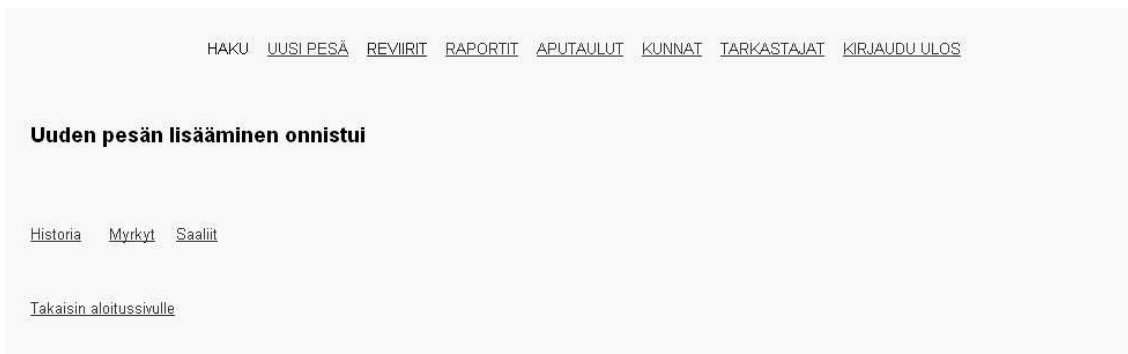 HAKU UUSI PESÄ REVIIRIT RAPORTIT APUTAULUT KUNNAT TARKASTAJAT KIRJAUDU ULOS
Uuden pesän lisääminen onnistui
Historia Myrkyt Saaliit
Takaisin aloitussivulle